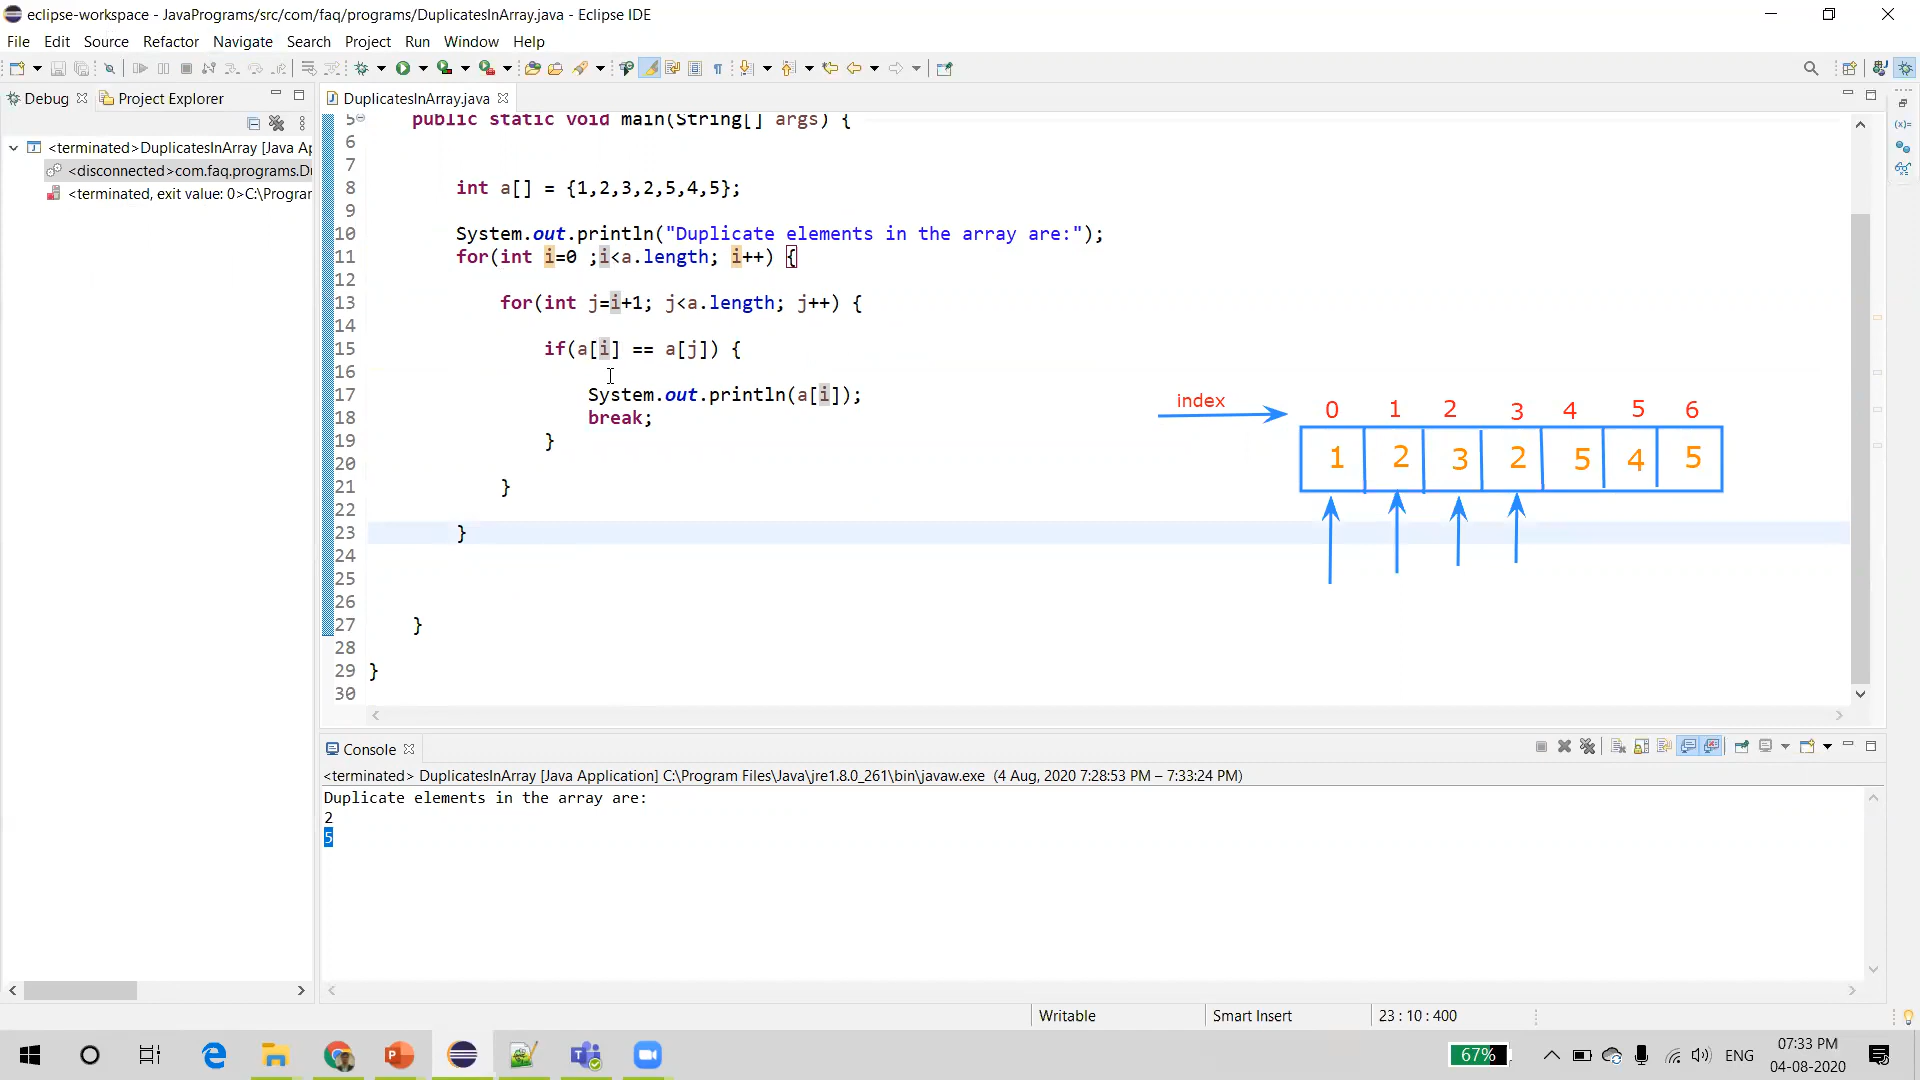 eclipse-workspace - JavaPrograms/src/com/faq/programs/DuplicatesInArray.java - Eclipse IDE
File Edit Source Refactor Navigate Search Project Run Window Help
Debug Project Explorer
<terminated>DuplicatesInArray [Java Ap
<disconnected>com.faq.programs.Du
<terminated, exit value: 0>C:\Program
DuplicatesInArray.java
5 public static void main(String[] args) {
6
7
8 int a[] = {1,2,3,2,5,4,5};
9
10 System.out.println("Duplicate elements in the array are:");
11 for(int i=0 ;i<a.length; i++) {
12
13 for(int j=i+1; j<a.length; j++) {
14
15 if(a[i] == a[j]) {
16
17 System.out.println(a[i]);
18 break;
19 }
20
21 }
22
23 }
24
25
26
27 }
28
29 }
30
index 0 1 2 3 4 5 6
1 2 3 2 5 4 5
Console
<terminated> DuplicatesInArray [Java Application] C:\Program Files\Java\jre1.8.0_261\bin\javaw.exe (4 Aug, 2020 7:28:53 PM – 7:33:24 PM)
Duplicate elements in the array are:
2
5
Writable Smart Insert 23 : 10 : 400
67% ENG 07:33 PM
04-08-2020